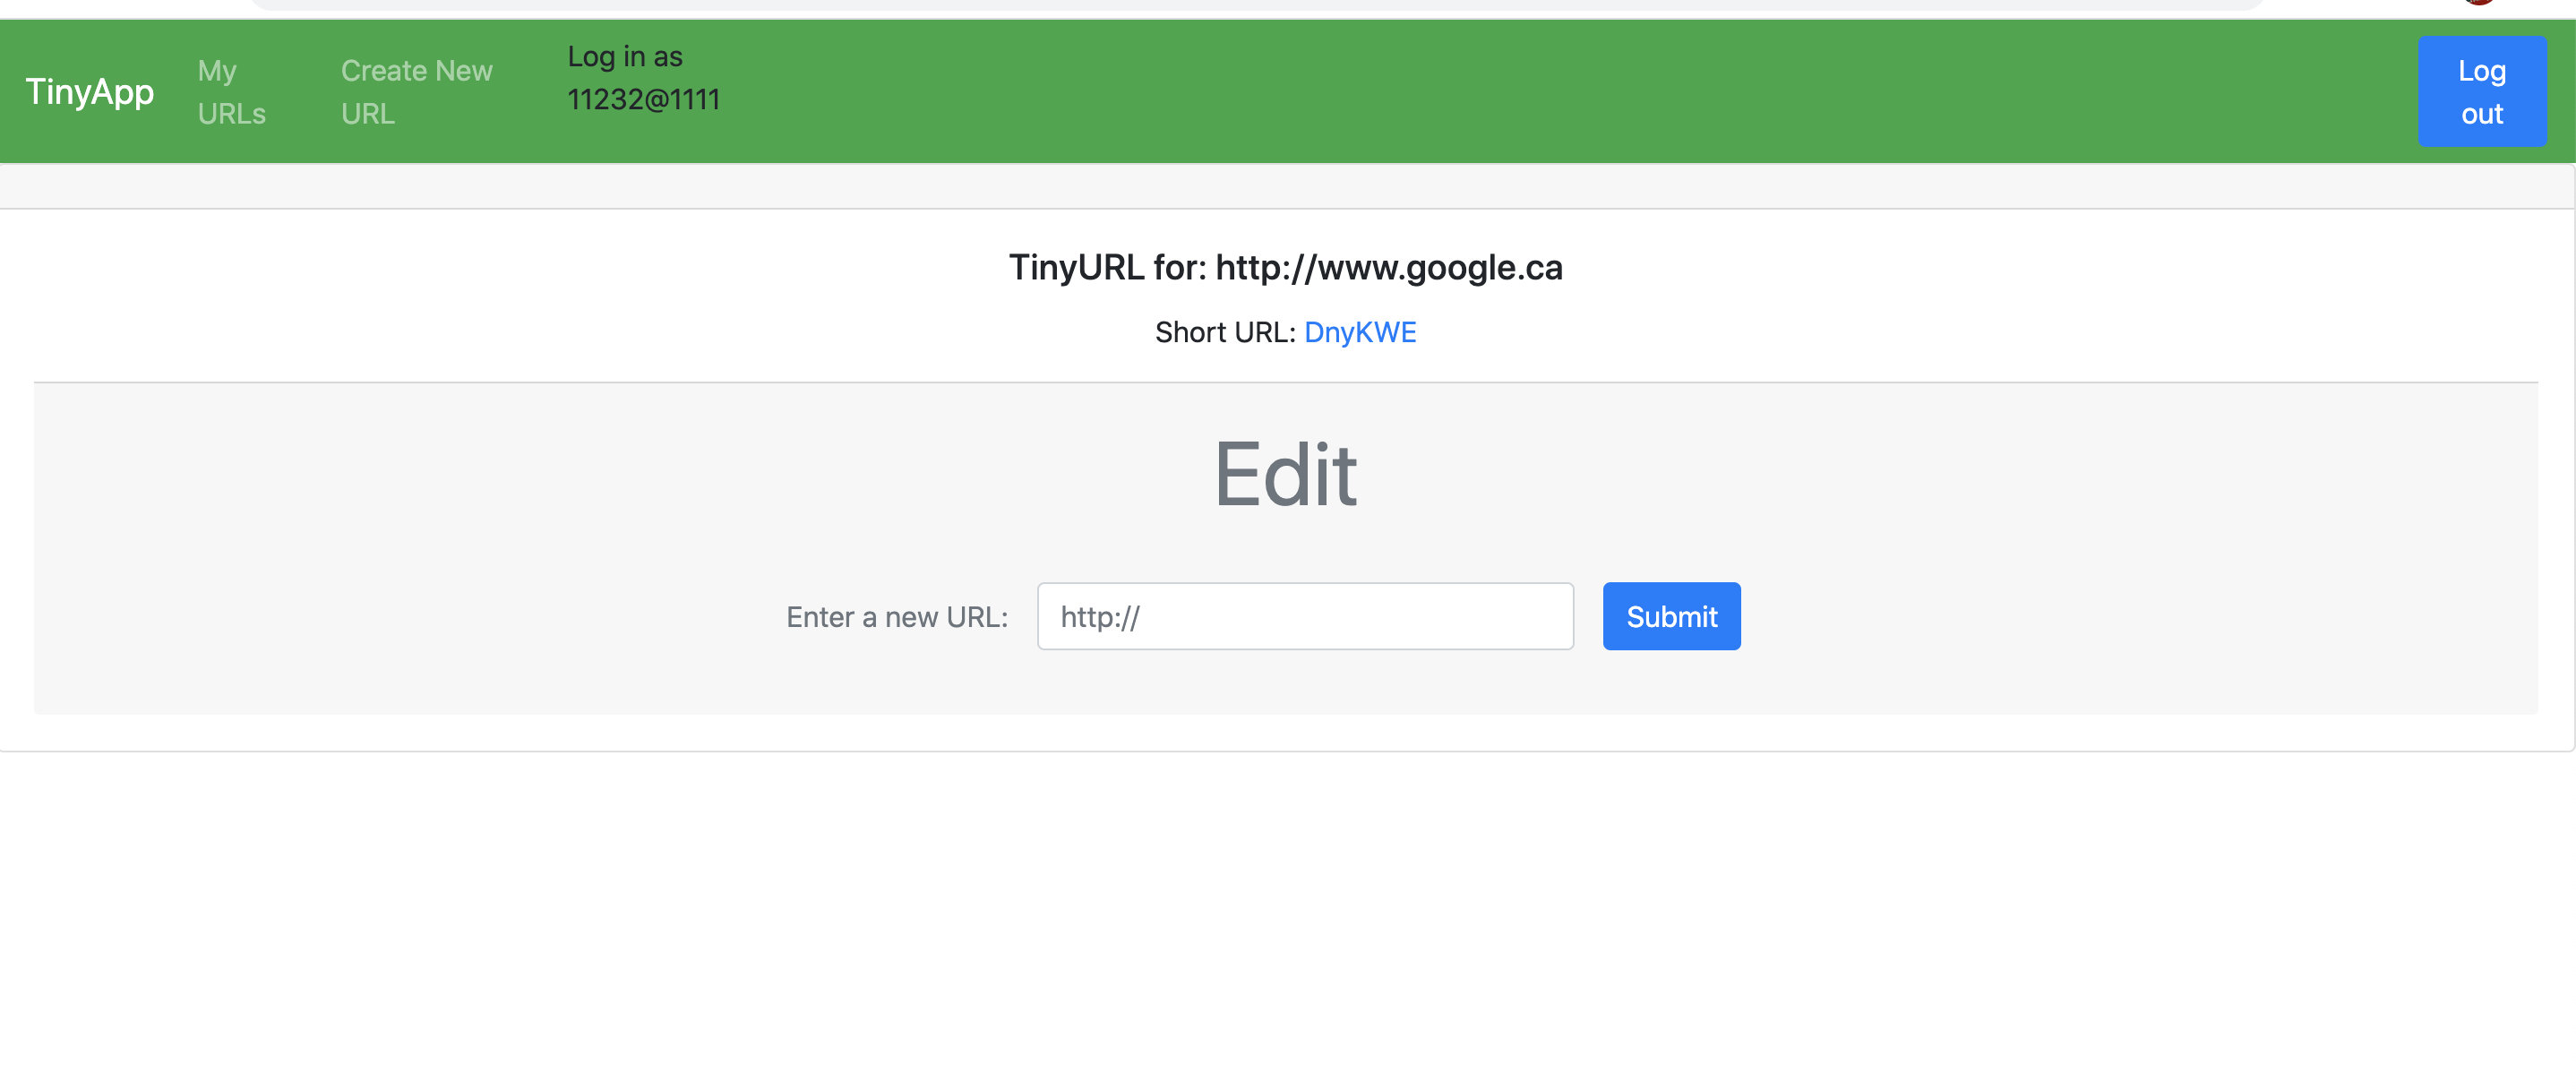 TinyApp
My
URLs
Create New
URL
Log in as
11232@1111
Log
out
TinyURL for: http://www.google.ca
Short URL: DnyKWE
Edit
Enter a new URL:
http://
Submit